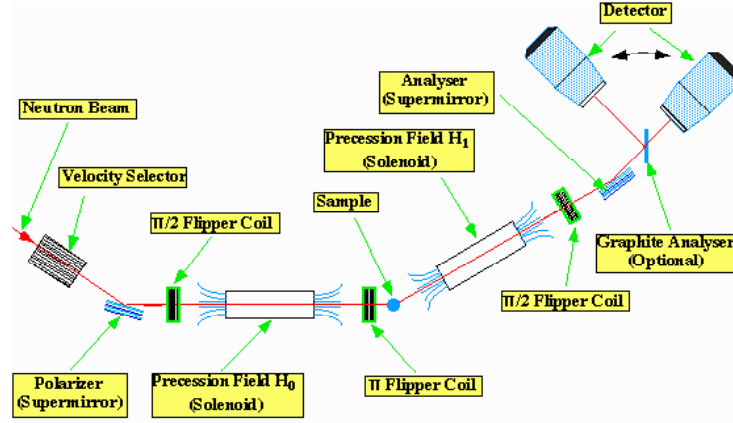 Detector
Analyser
(Supermirror)
Neutron Beam
Precession Field H1
(Solenoid)
Velocity Selector
Sample
π/2 Flipper Coil
Graphite Analyser
(Optional)
π/2 Flipper Coil
Polarizer
(Supermirror)
Precession Field H0
(Solenoid)
π Flipper Coil